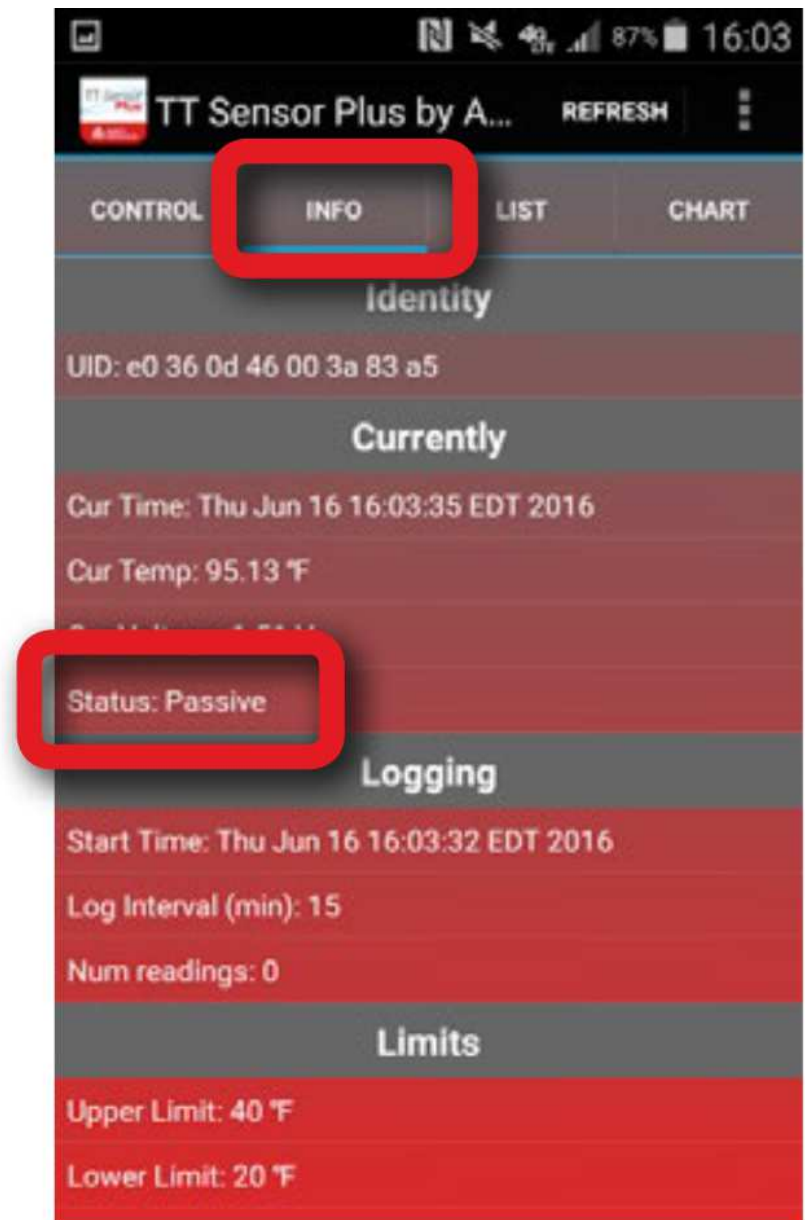 87% 16:03
TT Sensor Plus by A... REFRESH
CONTROL INFO LIST CHART
Identity
UID: e0 36 0d 46 00 3a 83 a5
Currently
Cur Time: Thu Jun 16 16:03:35 EDT 2016
Cur Temp: 95.13 °F
Status: Passive
Logging
Start Time: Thu Jun 16 16:03:32 EDT 2016
Log Interval (min): 15
Num readings: 0
Limits
Upper Limit: 40 °F
Lower Limit: 20 °F